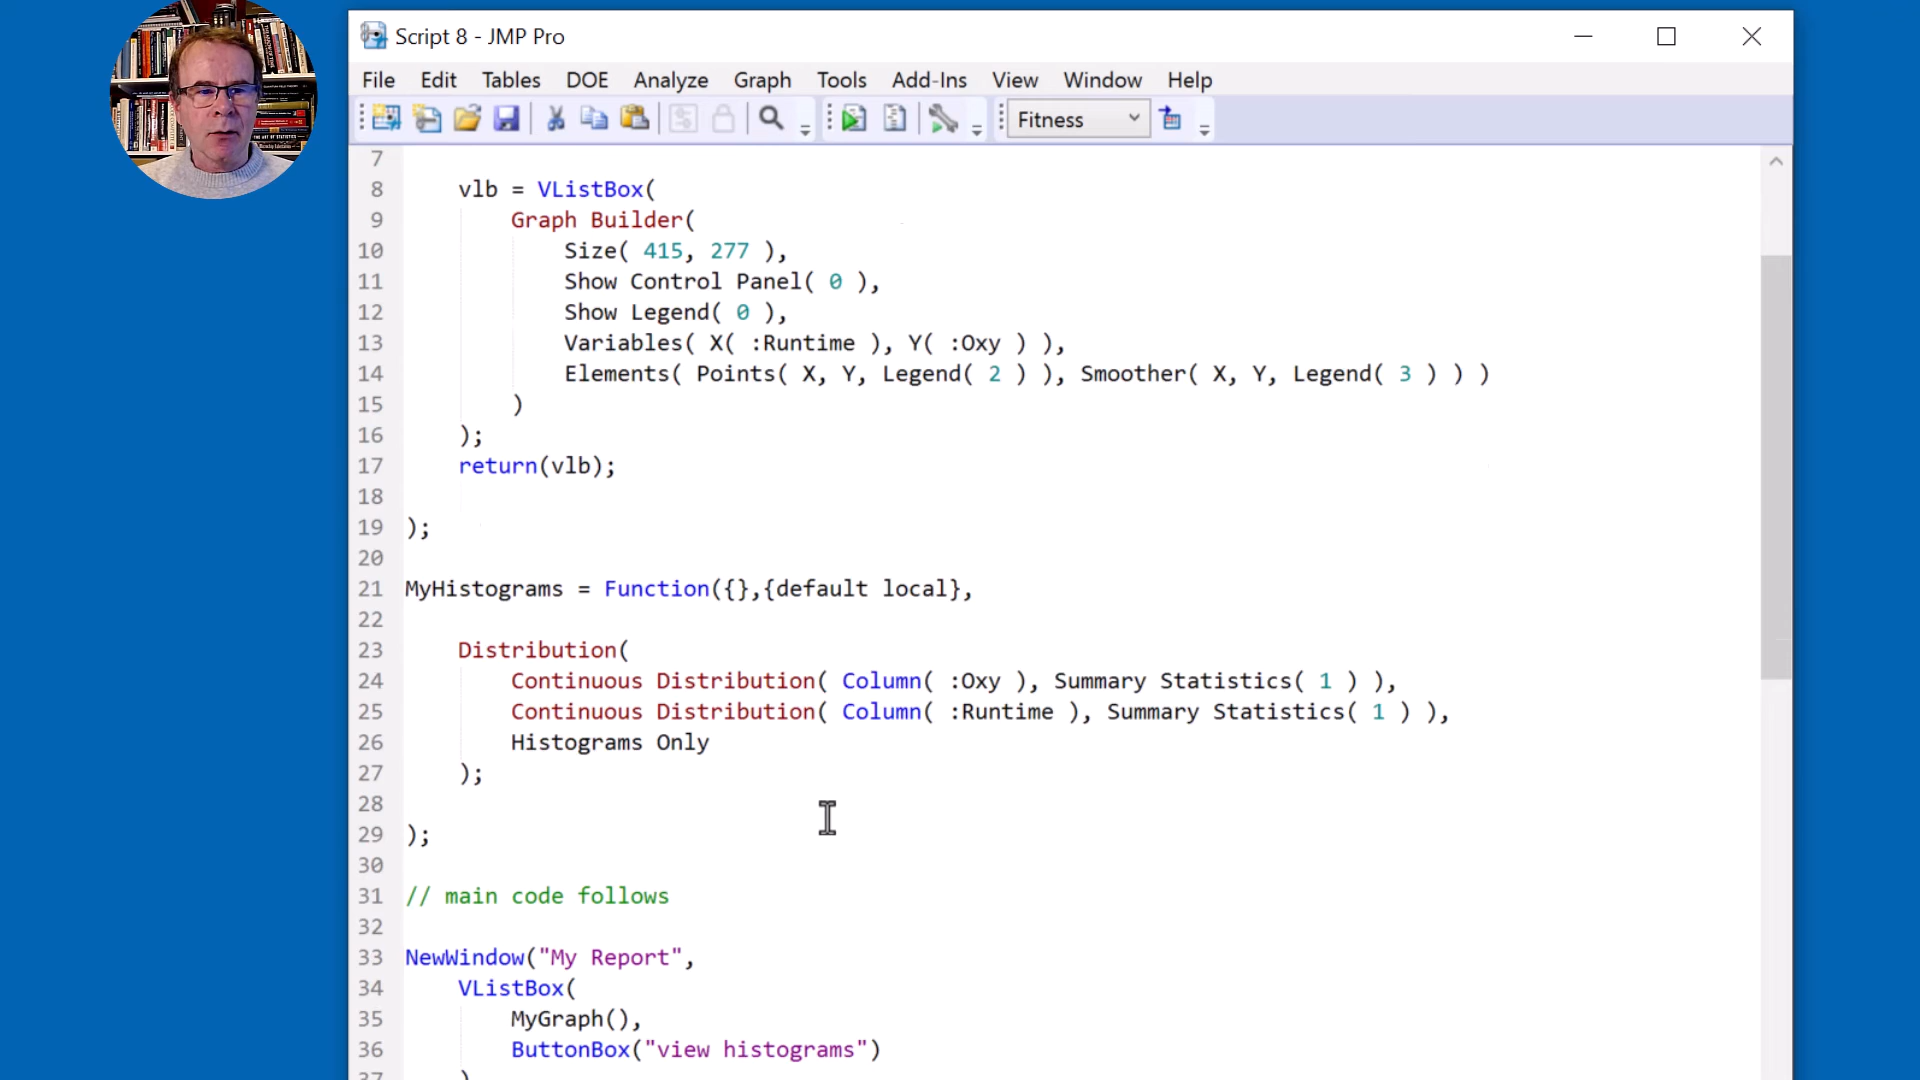 Script 8 - JMP Pro
File Edit Tables DOE Analyze Graph Tools Add-Ins View Window Help
Fitness
7
8 vlb = VListBox(
9 Graph Builder(
10 Size( 415, 277 ),
11 Show Control Panel( 0 ),
12 Show Legend( 0 ),
13 Variables( X( :Runtime ), Y( :Oxy ) ),
14 Elements( Points( X, Y, Legend( 2 ) ), Smoother( X, Y, Legend( 3 ) ) )
15 )
16 );
17 return(vlb);
18
19 );
20
21 MyHistograms = Function({},{default local},
22
23 Distribution(
24 Continuous Distribution( Column( :Oxy ), Summary Statistics( 1 ) ),
25 Continuous Distribution( Column( :Runtime ), Summary Statistics( 1 ) ),
26 Histograms Only
27 );
28
29 );
30
31 // main code follows
32
33 NewWindow("My Report",
34 VListBox(
35 MyGraph(),
36 ButtonBox("view histograms")
37 )